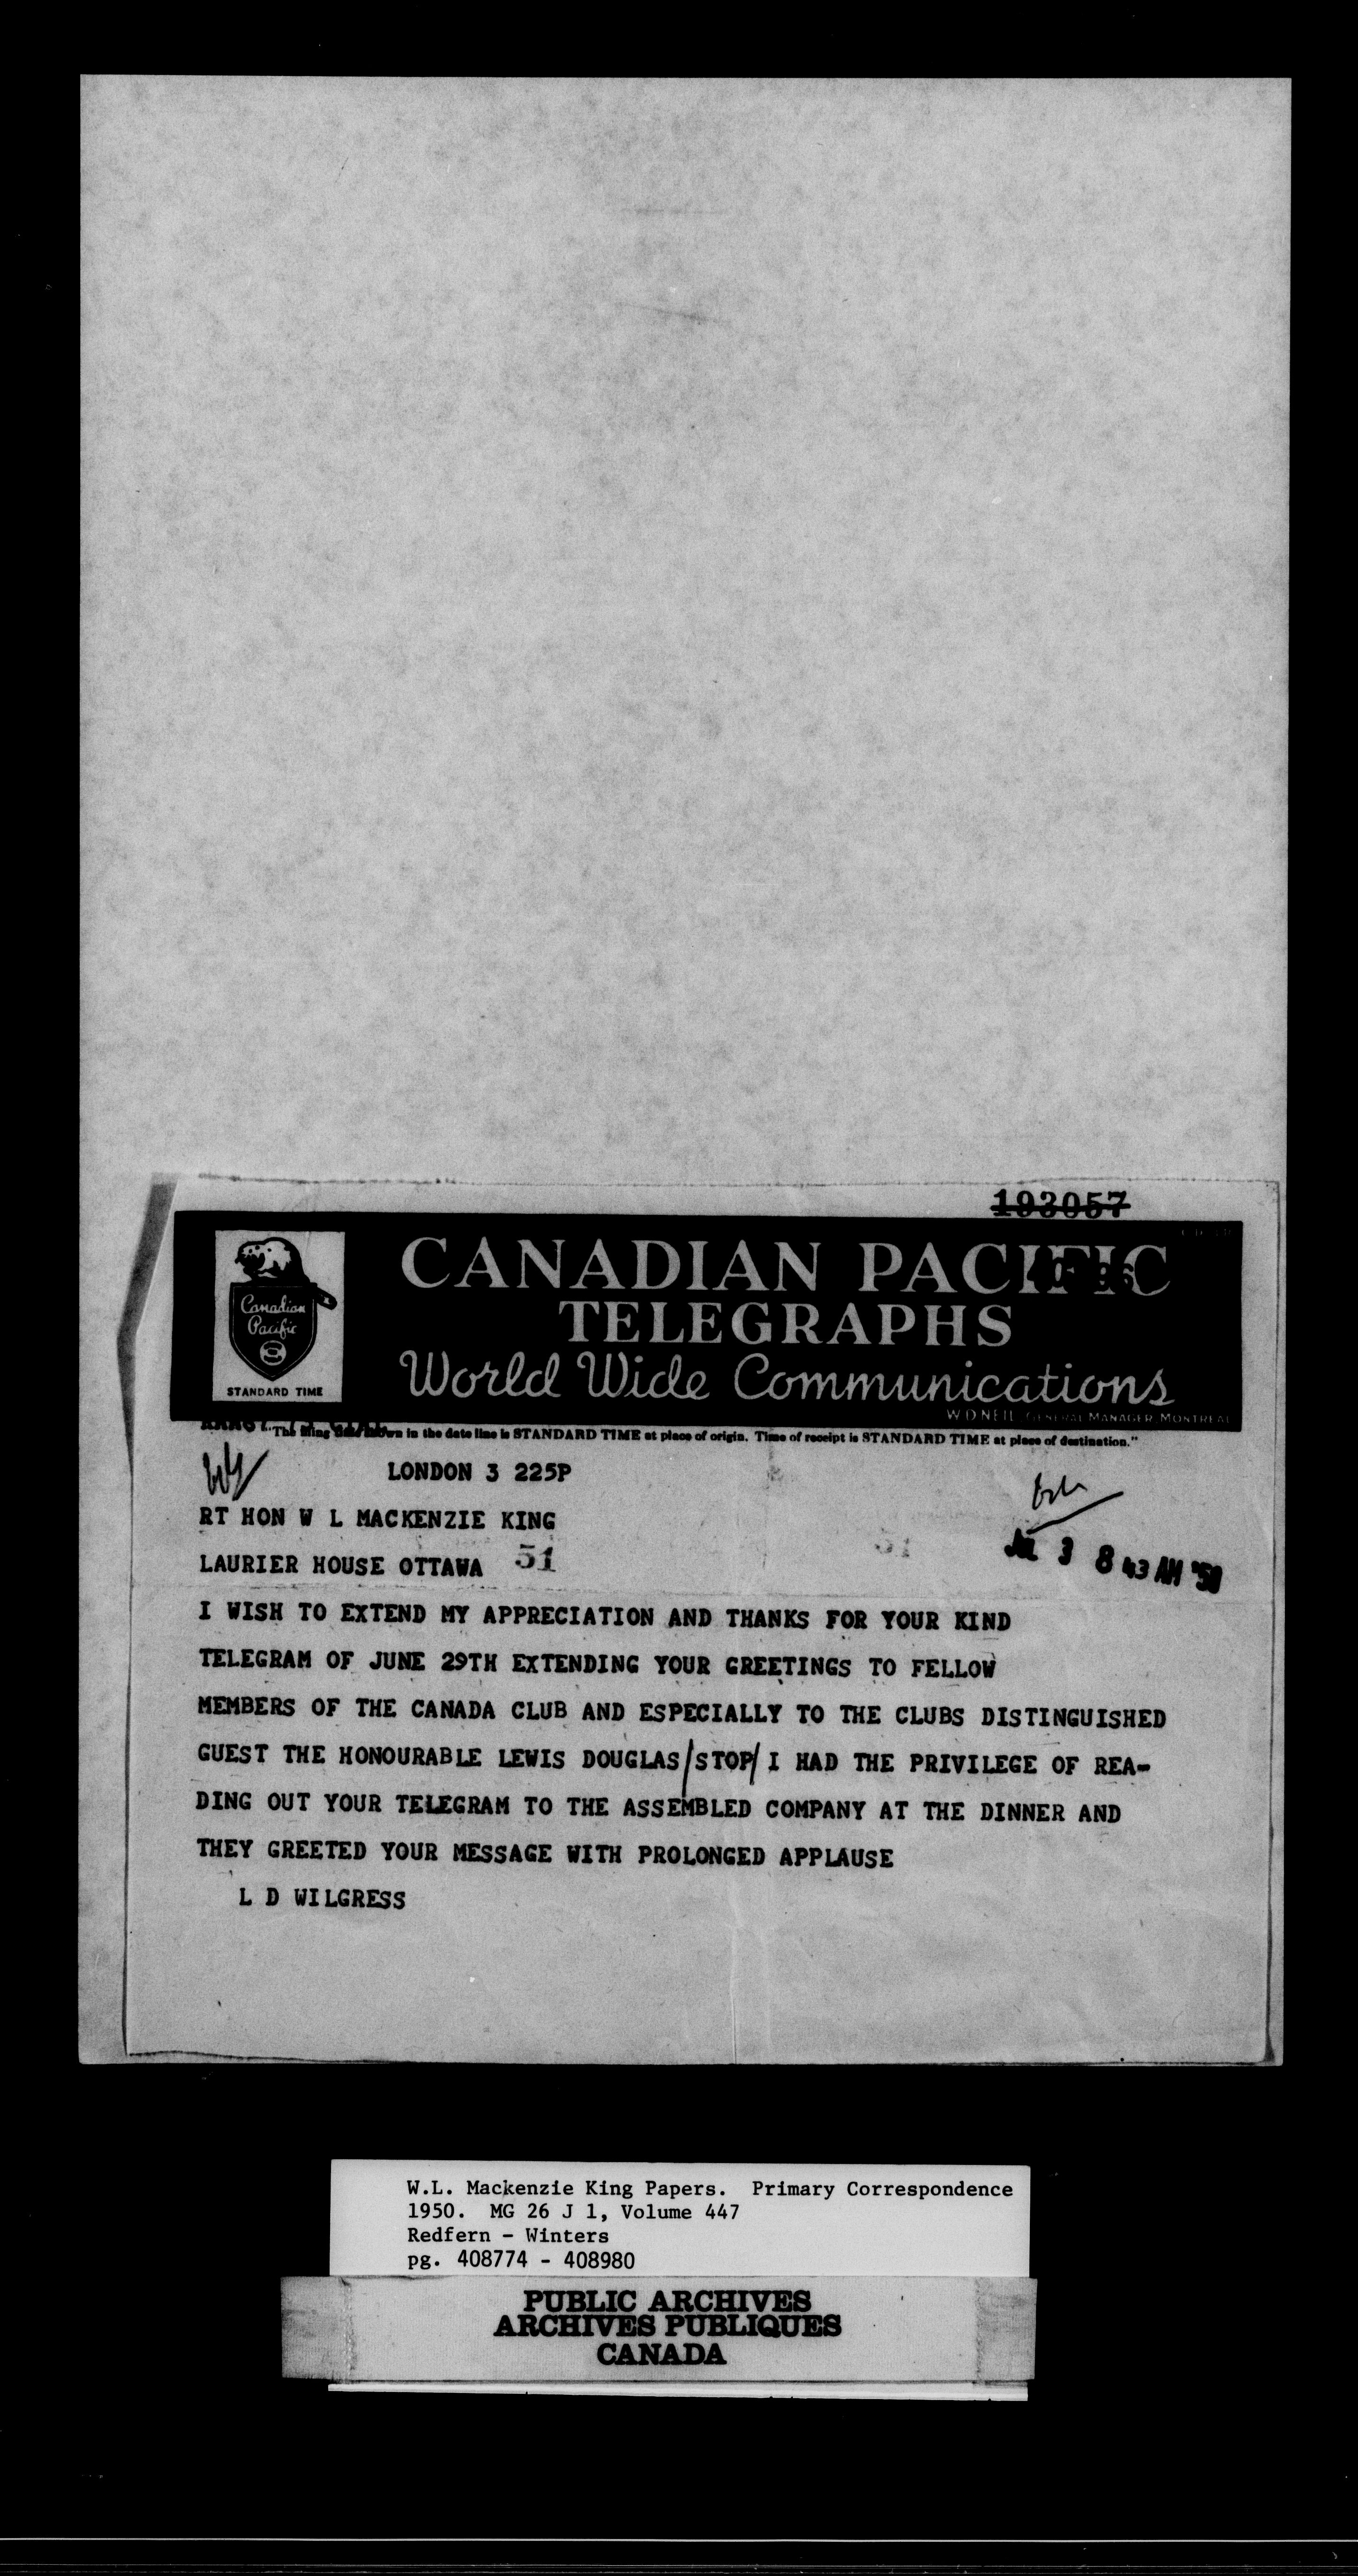 193057
CANADIAN PACIFIC
TELEGRAPHS
World Wide Communications
W.D. NEIL, GENERAL MANAGER, MONTREAL
Canadian
Pacific
STANDARD TIME
"The filing time shown in the date line is STANDARD TIME at place of origin. Time of receipt is STANDARD TIME at place of destination."
LONDON 3 225P
RT HON W L MACKENZIE KING
LAURIER HOUSE OTTAWA 51
JUL 3 8 43 AM '50
I WISH TO EXTEND MY APPRECIATION AND THANKS FOR YOUR KIND
TELEGRAM OF JUNE 29TH EXTENDING YOUR GREETINGS TO FELLOW
MEMBERS OF THE CANADA CLUB AND ESPECIALLY TO THE CLUBS DISTINGUISHED
GUEST THE HONOURABLE LEWIS DOUGLAS/STOP/ I HAD THE PRIVILEGE OF REA-
DING OUT YOUR TELEGRAM TO THE ASSEMBLED COMPANY AT THE DINNER AND
THEY GREETED YOUR MESSAGE WITH PROLONGED APPLAUSE
L D WILGRESS
W.L. Mackenzie King Papers. Primary Correspondence
1950. MG 26 J 1, Volume 447
Redfern - Winters
pg. 408774 - 408980
PUBLIC ARCHIVES
ARCHIVES PUBLIQUES
CANADA